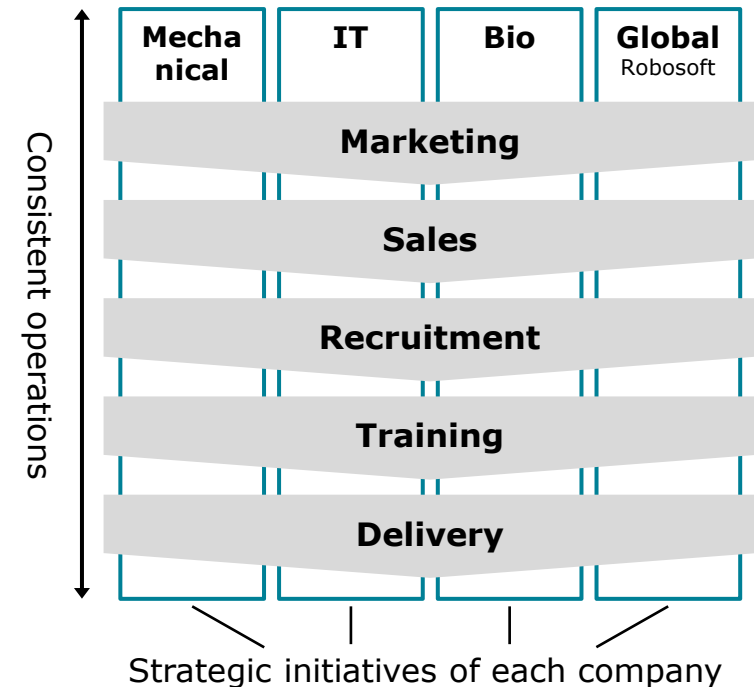 Mecha
nical
IT
Bio
Global
Robosoft
Consistent operations
Marketing
Sales
Recruitment
Training
Delivery
Strategic initiatives of each company